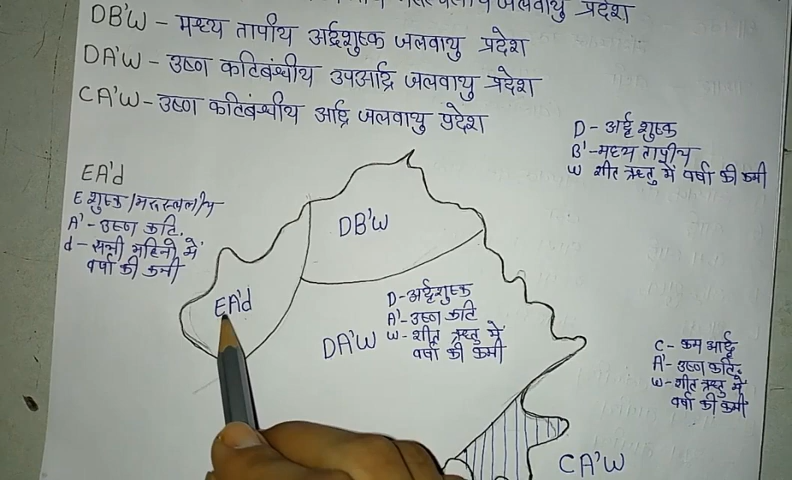 जलवायु प्रदेश
DB'W - मध्य तापीय अर्द्धशुष्क जलवायु प्रदेश
DA'W - उष्ण कटिबंधीय उपआर्द्र जलवायु प्रदेश
CA'W - उष्ण कटिबंधीय आर्द्र जलवायु प्रदेश
D - अर्द्ध शुष्क
B' - मध्य तापीय
W शीत ऋतु में वर्षा की कमी
EA'd
E शुष्क/मरुस्थलीय
A' - उष्ण कटि.
d - सभी महिनो में
वर्षा की कमी
DB'W
EA'd
D - अर्द्धशुष्क
A' - उष्ण कटि
W - शीत ऋतु में
वर्षा की कमी
DA'W
C - कम आर्द्र
A' - उष्ण कटि.
W - शीत ऋतु में
वर्षा की कमी
CA'W